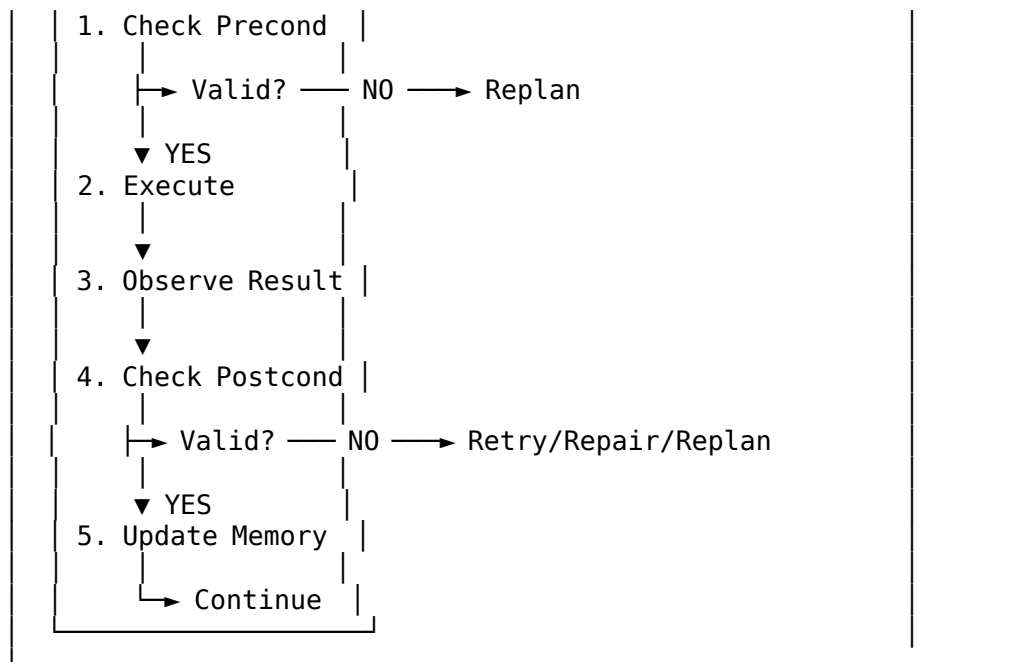 1. Check Precond
Valid? NO Replan
YES
2. Execute
3. Observe Result
4. Check Postcond
Valid? NO Retry/Repair/Replan
YES
5. Update Memory
Continue